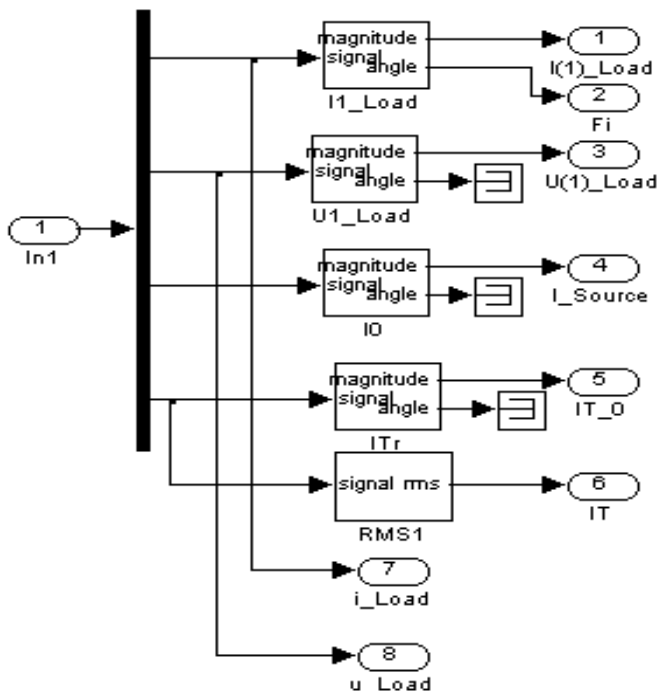 magnitude
signal
angle
I1_Load
1
I(1)_Load
2
Fi
magnitude
signal
angle
U1_Load
3
U(1)_Load
1
In1
magnitude
signal
angle
I0
4
I_Source
magnitude
signal
angle
ITr
5
IT_0
signal rms
RMS1
6
IT
7
i_Load
8
u_Load